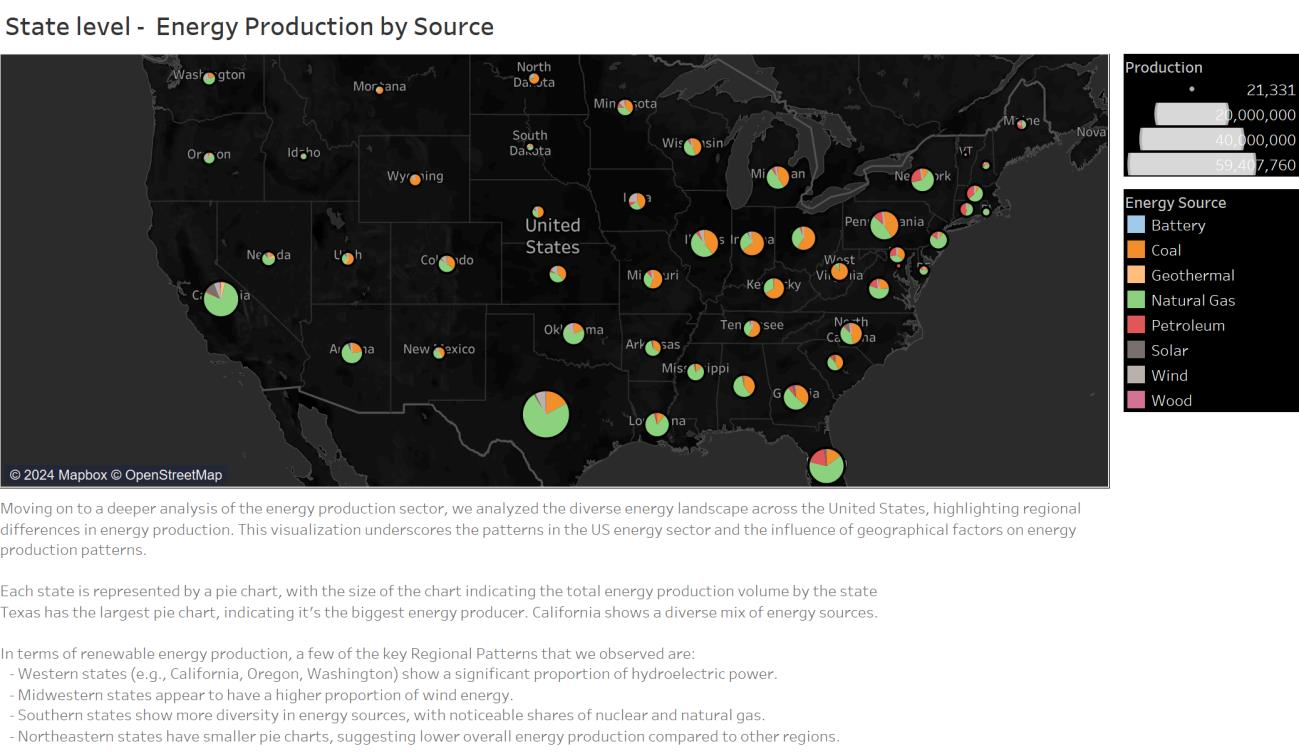 State level -  Energy Production by Source
Production
21,331
20,000,000
40,000,000
59,407,760
Energy Source
Battery
Coal
Geothermal
Natural Gas
Petroleum
Solar
Wind
Wood
Washington
Montana
North
Dakota
Minnesota
Maine
Nova
Oregon
Idaho
South
Dakota
Wisconsin
VT
Wyoming
Michigan
New York
Iowa
United
States
Pennsylvania
Nevada
Utah
Colorado
Illinois
Indiana
West
Virginia
California
Missouri
Kentucky
Oklahoma
Tennessee
North
Carolina
Arizona
New Mexico
Arkansas
Mississippi
Georgia
Louisiana
© 2024 Mapbox © OpenStreetMap
Moving on to a deeper analysis of the energy production sector, we analyzed the diverse energy landscape across the United States, highlighting regional
differences in energy production. This visualization underscores the patterns in the US energy sector and the influence of geographical factors on energy
production patterns.
Each state is represented by a pie chart, with the size of the chart indicating the total energy production volume by the state
Texas has the largest pie chart, indicating it's the biggest energy producer. California shows a diverse mix of energy sources.
In terms of renewable energy production, a few of the key Regional Patterns that we observed are:
- Western states (e.g., California, Oregon, Washington) show a significant proportion of hydroelectric power.
- Midwestern states appear to have a higher proportion of wind energy.
- Southern states show more diversity in energy sources, with noticeable shares of nuclear and natural gas.
- Northeastern states have smaller pie charts, suggesting lower overall energy production compared to other regions.